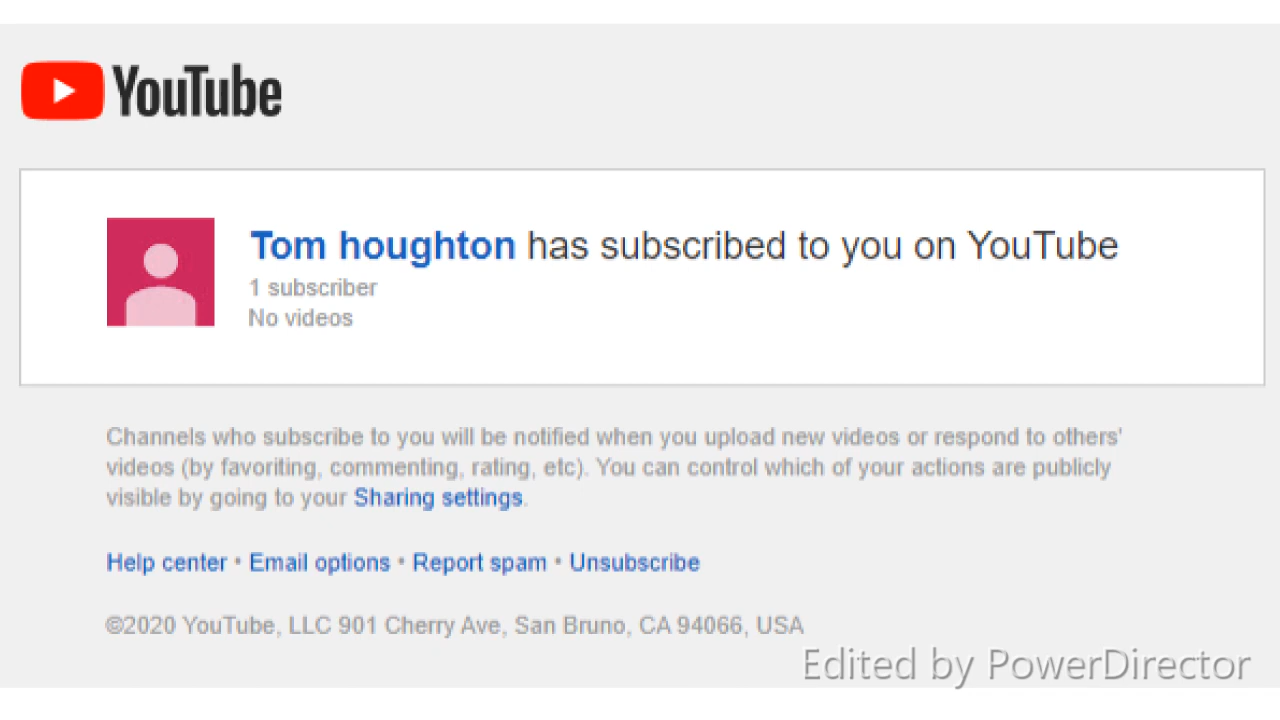 YouTube
Tom houghton has subscribed to you on YouTube
1 subscriber
No videos
Channels who subscribe to you will be notified when you upload new videos or respond to others'
videos (by favoriting, commenting, rating, etc). You can control which of your actions are publicly
visible by going to your Sharing settings.
Help center • Email options • Report spam • Unsubscribe
©2020 YouTube, LLC 901 Cherry Ave, San Bruno, CA 94066, USA
Edited by PowerDirector